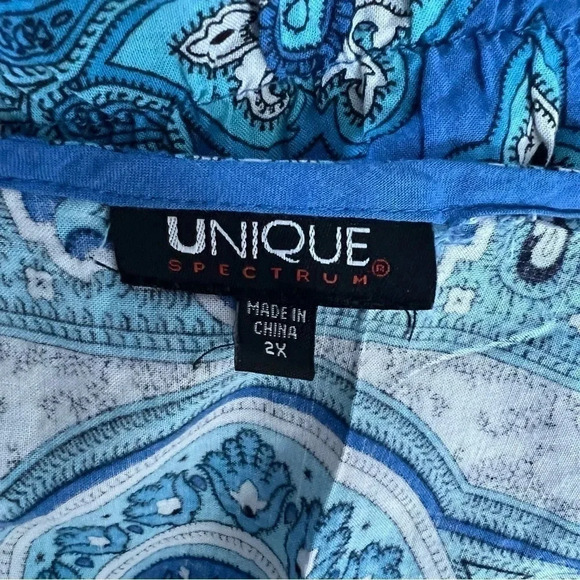 UNIQUE
SPECTRUM®
MADE IN
CHINA
2X